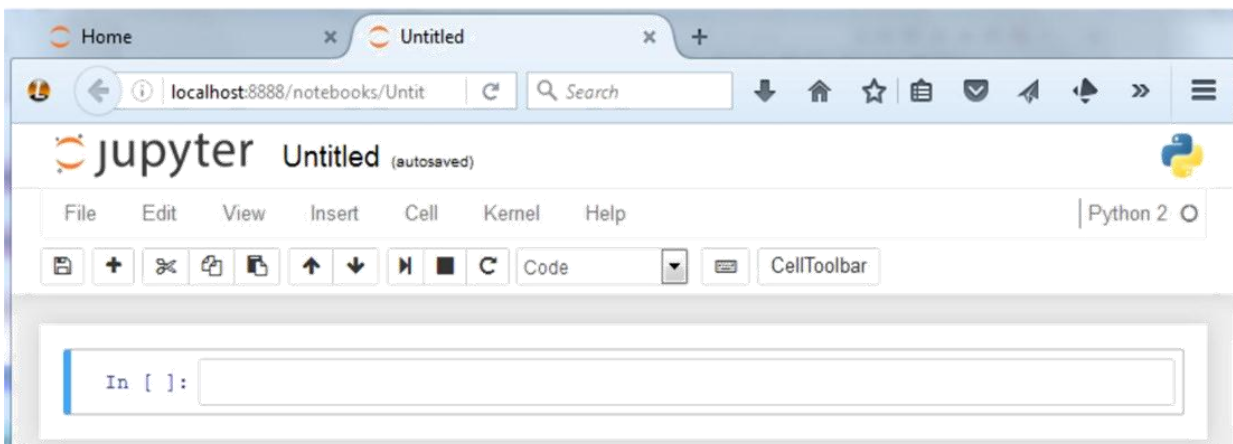 Home Untitled
localhost:8888/notebooks/Untit Search
jupyter Untitled (autosaved)
File Edit View Insert Cell Kernel Help Python 2
Code CellToolbar
In [ ]: